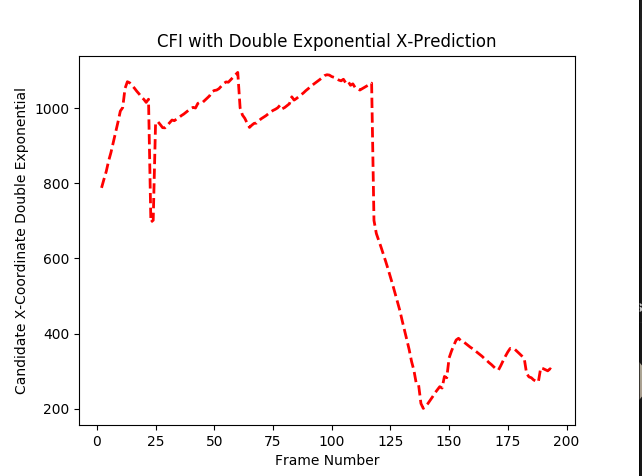 CFI with Double Exponential X-Prediction
Candidate X-Coordinate Double Exponential
1000
800
600
400
200
0 25 50 75 100 125 150 175 200
Frame Number